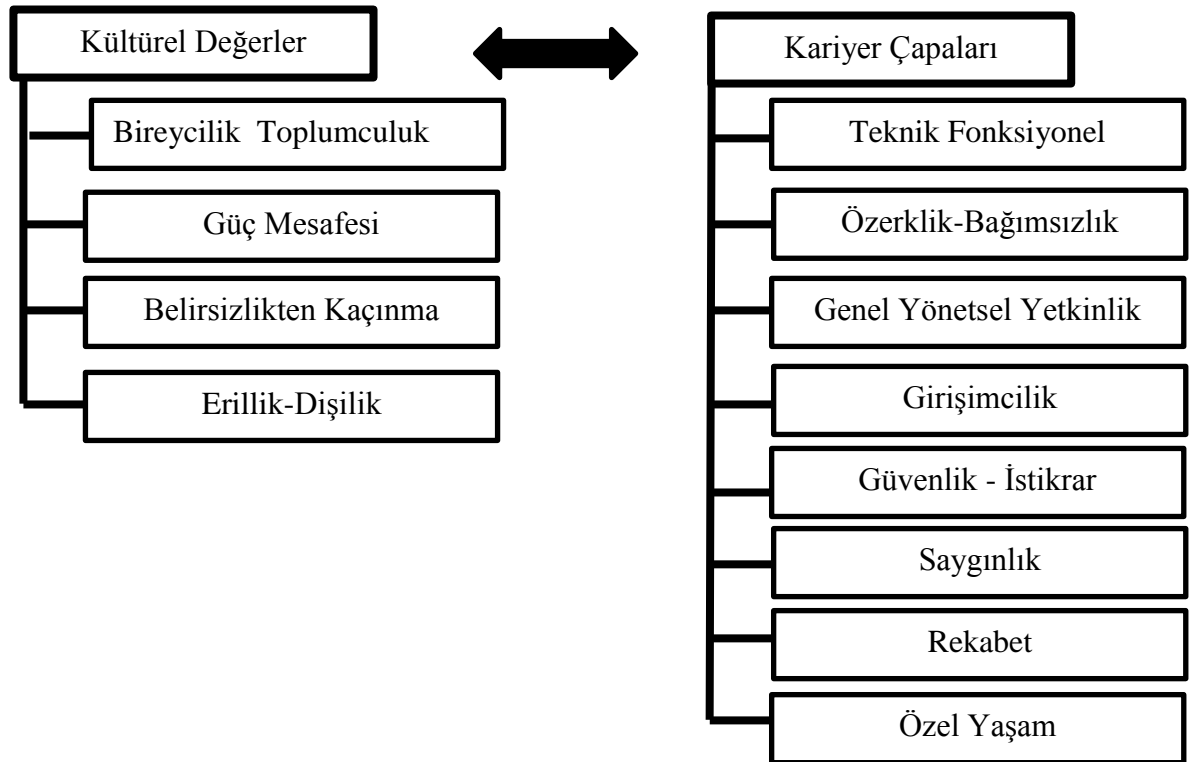 Kültürel Değerler
Bireycilik  Toplumculuk
Güç Mesafesi
Belirsizlikten Kaçınma
Erillik-Dişilik
Kariyer Çapaları
Teknik Fonksiyonel
Özerklik-Bağımsızlık
Genel Yönetsel Yetkinlik
Girişimcilik
Güvenlik - İstikrar
Saygınlık
Rekabet
Özel Yaşam